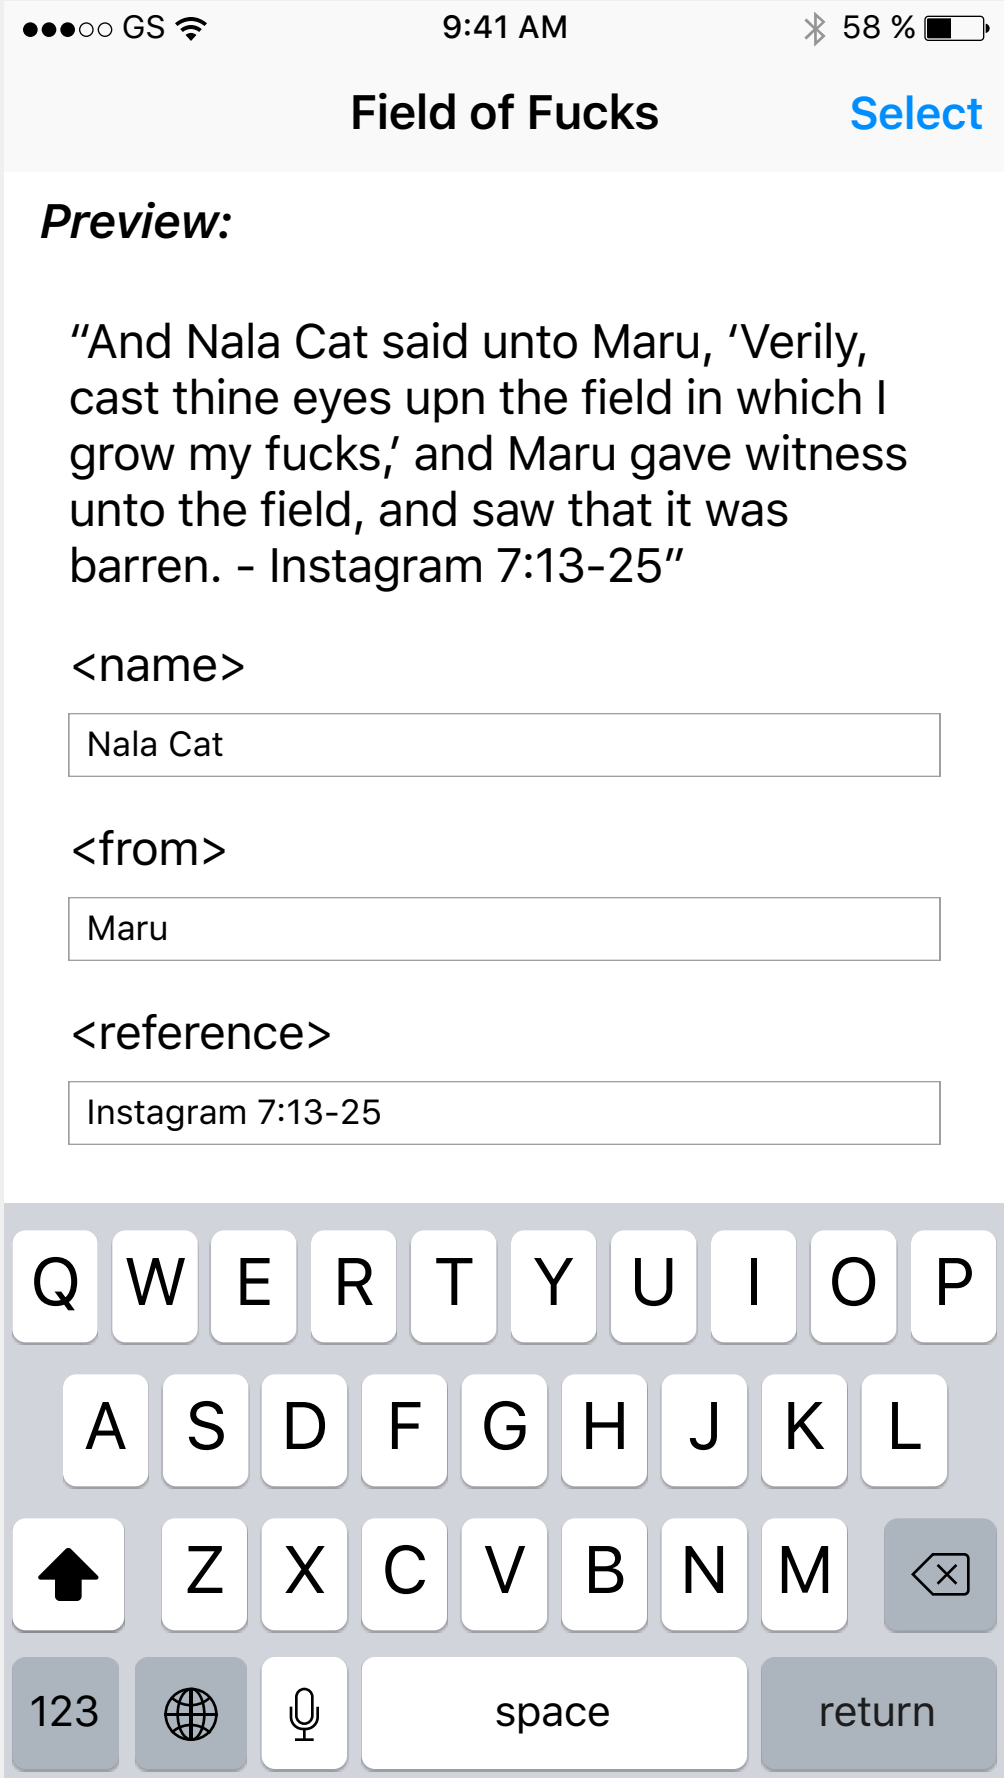 GS 9:41 AM 58 %
Field of Fucks Select
Preview:
“And Nala Cat said unto Maru, ‘Verily,
cast thine eyes upn the field in which I
grow my fucks,’ and Maru gave witness
unto the field, and saw that it was
barren. - Instagram 7:13-25”
<name>
Nala Cat
<from>
Maru
<reference>
Instagram 7:13-25
Q W E R T Y U I O P
A S D F G H J K L
Z X C V B N M
123 space return